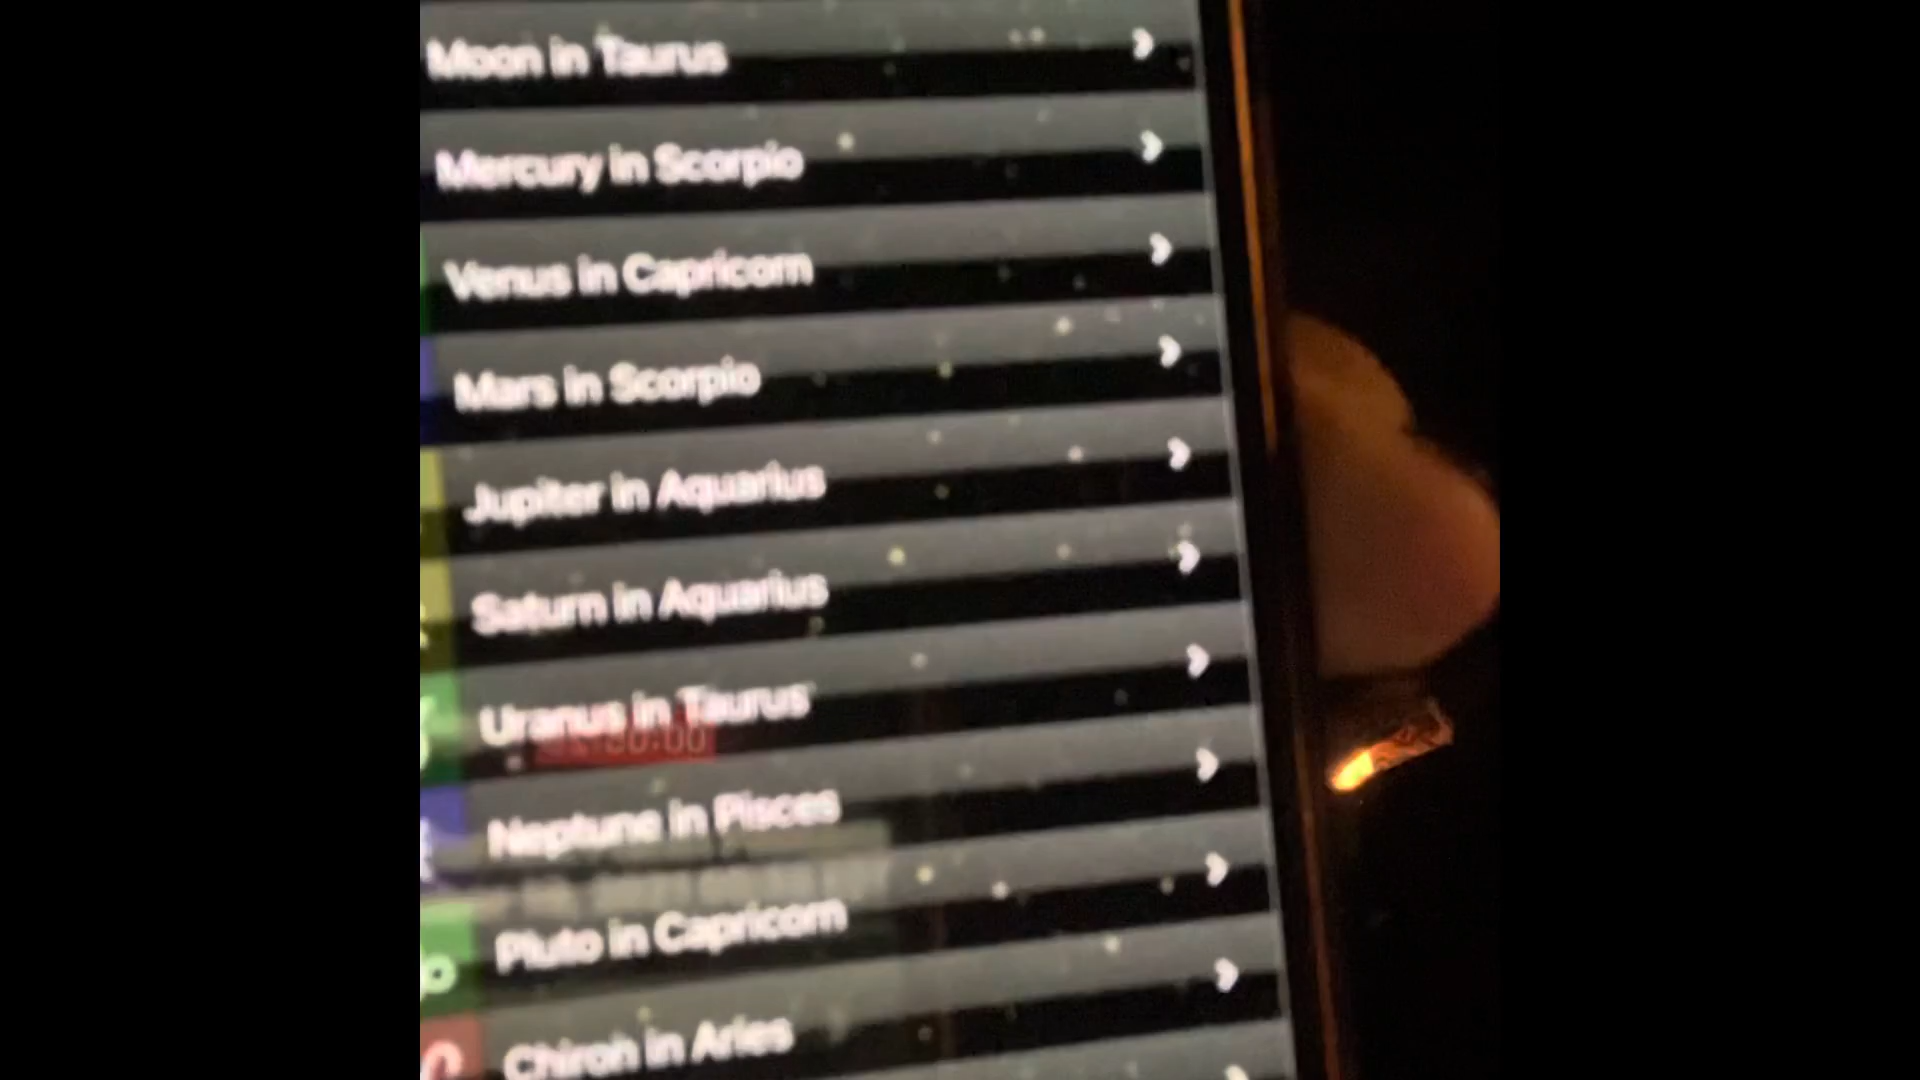 Moon in Taurus
Mercury in Scorpio
Venus in Capricorn
Mars in Scorpio
Jupiter in Aquarius
Saturn in Aquarius
Uranus in Taurus
Neptune in Pisces
Pluto in Capricorn
Chiron in Aries